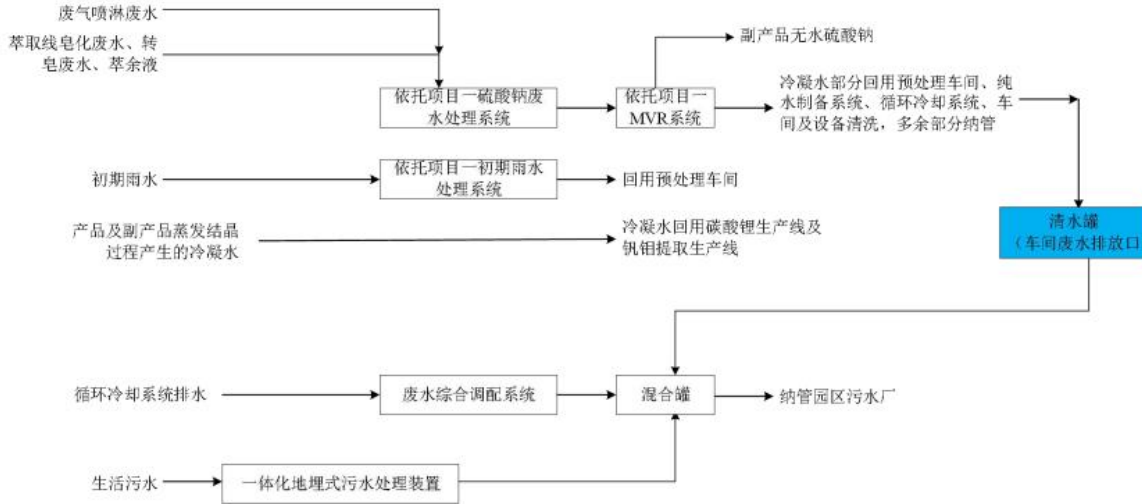 废气喷淋废水
萃取线皂化废水、转
皂废水、萃余液
依托项目一硫酸钠废
水处理系统
依托项目一
MVR系统
副产品无水硫酸钠
冷凝水部分回用预处理车间、纯
水制备系统、循环冷却系统、车
间及设备清洗，多余部分纳管
初期雨水
依托项目一初期雨水
处理系统
回用预处理车间
产品及副产品蒸发结晶
过程产生的冷凝水
冷凝水回用碳酸锂生产线及
钒钼提取生产线
清水罐
（车间废水排放口
循环冷却系统排水
废水综合调配系统
混合罐
纳管园区污水厂
生活污水
一体化地埋式污水处理装置